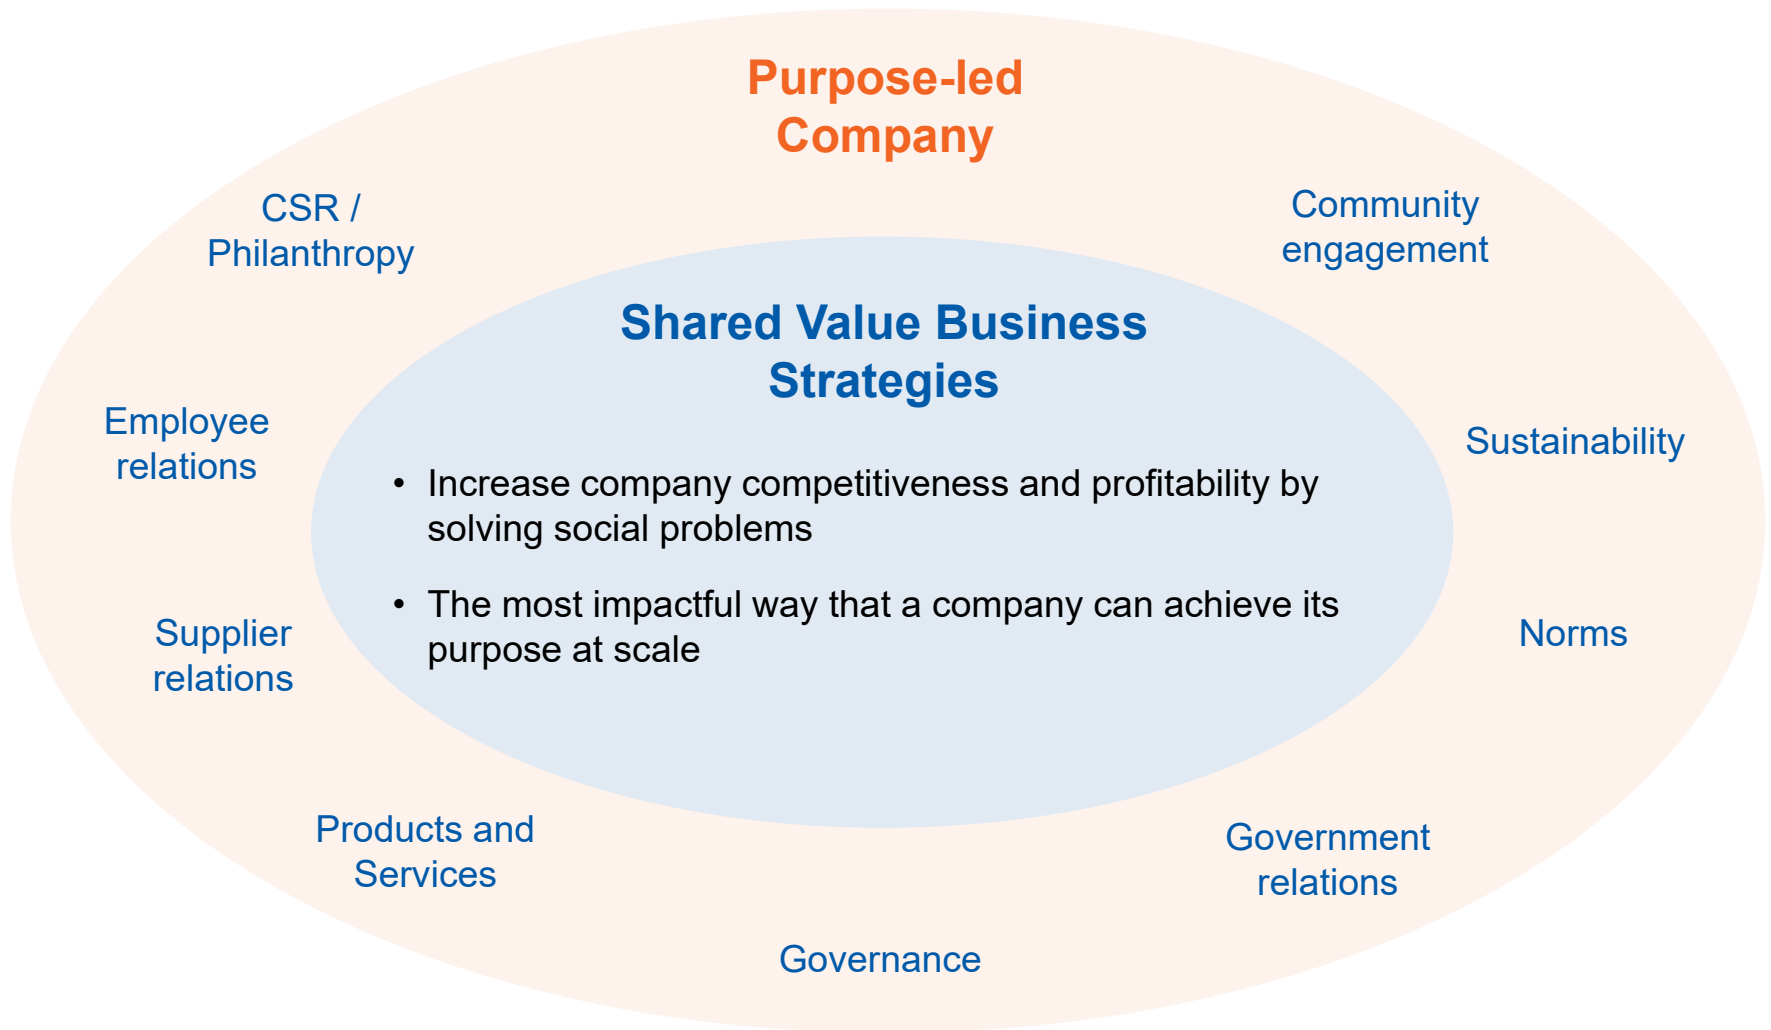 Purpose-led
Company
CSR /
Philanthropy
Community
engagement
Shared Value Business
Strategies
Employee
relations
Sustainability
• Increase company competitiveness and profitability by
solving social problems
• The most impactful way that a company can achieve its
purpose at scale
Supplier
relations
Norms
Products and
Services
Government
relations
Governance